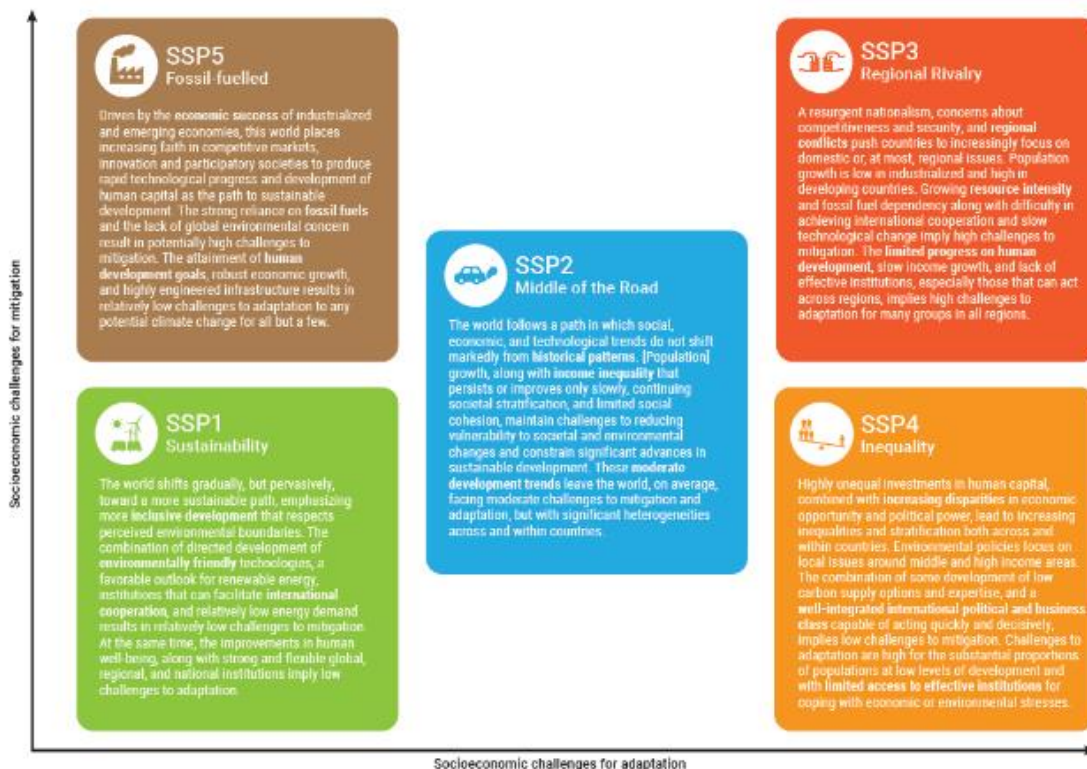 Socioeconomic challenges for mitigation
SSP5
Fossil-fuelled
Driven by the economic success of industrialized
and emerging economies, this world places
increasing faith in competitive markets,
innovation and participatory societies to produce
rapid technological progress and development of
human capital as the path to sustainable
development. The strong reliance on fossil fuels
and the lack of global environmental concern
result in potentially high challenges to
mitigation. The attainment of human
development goals, robust economic growth,
and highly engineered infrastructure results in
relatively low challenges to adaptation to any
potential climate change for all but a few.
SSP3
Regional Rivalry
A resurgent nationalism, concerns about
competitiveness and security, and regional
conflicts push countries to increasingly focus on
domestic or, at most, regional issues. Population
growth is low in industrialized and high in
developing countries. Growing resource intensity
and fossil fuel dependency along with difficulty in
achieving international cooperation and slow
technological change imply high challenges to
mitigation. The limited progress on human
development, slow income growth, and lack of
effective institutions, especially those that can act
across regions, implies high challenges to
adaptation for many groups in all regions.
SSP2
Middle of the Road
The world follows a path in which social,
economic, and technological trends do not shift
markedly from historical patterns. [Population]
growth, along with income inequality that
persists or improves only slowly, continuing
societal stratification, and limited social
cohesion, maintain challenges to reducing
vulnerability to societal and environmental
changes and constrain significant advances in
sustainable development. These moderate
development trends leave the world, on average,
facing moderate challenges to mitigation and
adaptation, but with significant heterogeneities
across and within countries.
SSP1
Sustainability
The world shifts gradually, but pervasively,
toward a more sustainable path, emphasizing
more inclusive development that respects
perceived environmental boundaries. The
combination of directed development of
environmentally friendly technologies, a
favorable outlook for renewable energy,
institutions that can facilitate international
cooperation, and relatively low energy demand
results in relatively low challenges to mitigation.
At the same time, the improvements in human
well-being, along with strong and flexible global,
regional, and national institutions imply low
challenges to adaptation.
SSP4
Inequality
Highly unequal investments in human capital,
combined with increasing disparities in economic
opportunity and political power, lead to increasing
inequalities and stratification both across and
within countries. Environmental policies focus on
local issues around middle and high income areas.
The combination of some development of low
carbon supply options and expertise, and a
well-integrated international political and business
class capable of acting quickly and decisively,
implies low challenges to mitigation. Challenges to
adaptation are high for the substantial proportions
of populations at low levels of development and
with limited access to effective institutions for
coping with economic or environmental stresses.
Socioeconomic challenges for adaptation